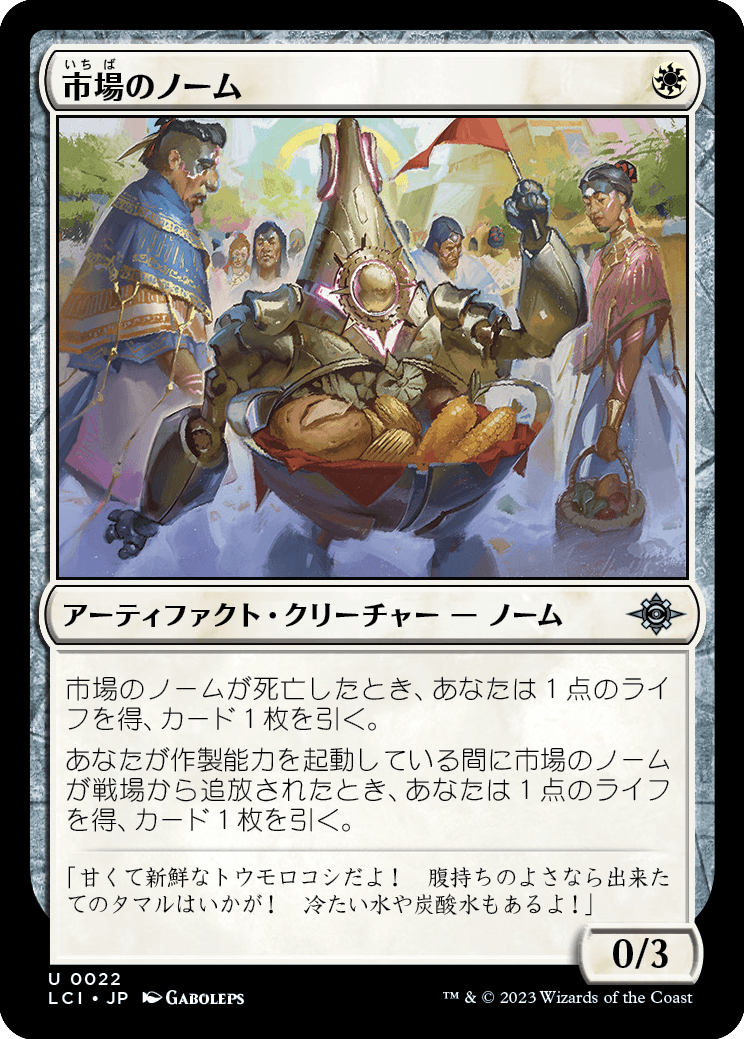 いちば
市場のノーム
アーティファクト・クリーチャー ― ノーム
市場のノームが死亡したとき、あなたは１点のライ
フを得、カード１枚を引く。
あなたが作製能力を起動している間に市場のノーム
が戦場から追放されたとき、あなたは１点のライフ
を得、カード１枚を引く。
「甘くて新鮮なトウモロコシだよ！　腹持ちのよさなら出来た
てのタマルはいかが！　冷たい水や炭酸水もあるよ！」
0/3
U 0022
LCI • JP GABOLEPS
™ & © 2023 Wizards of the Coast